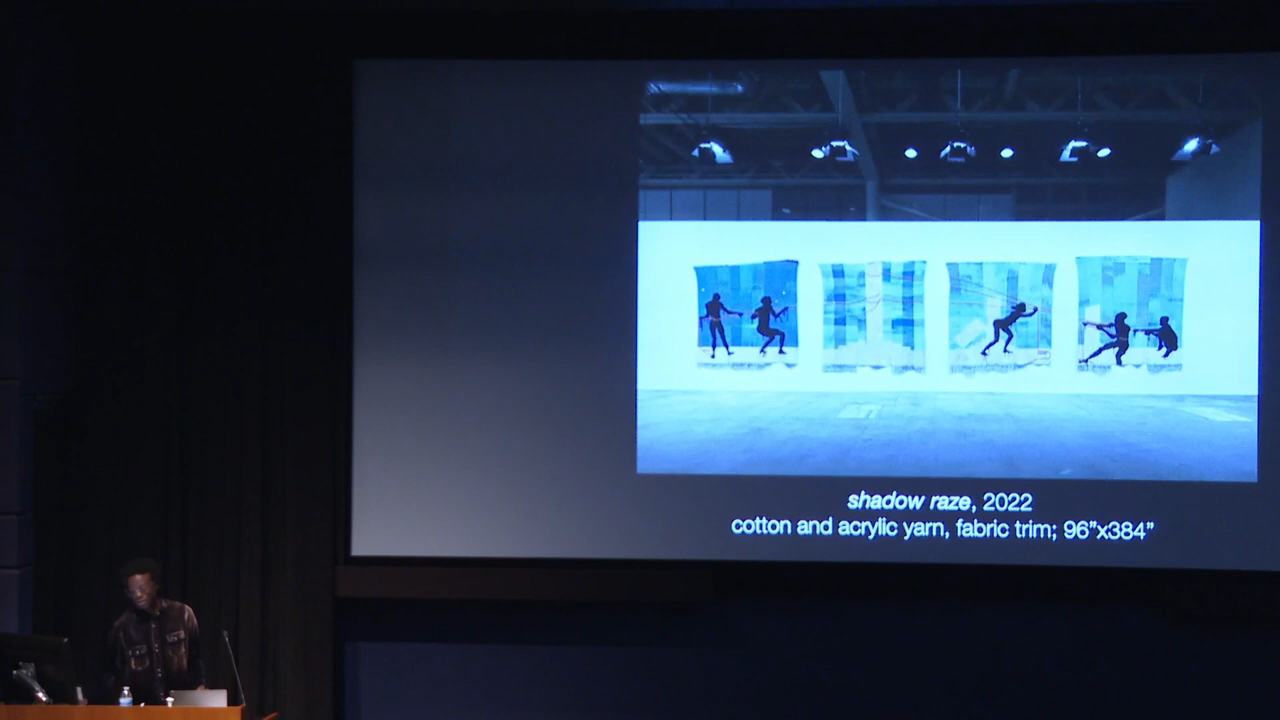 shadow raze, 2022
cotton and acrylic yarn, fabric trim; 96”x384”